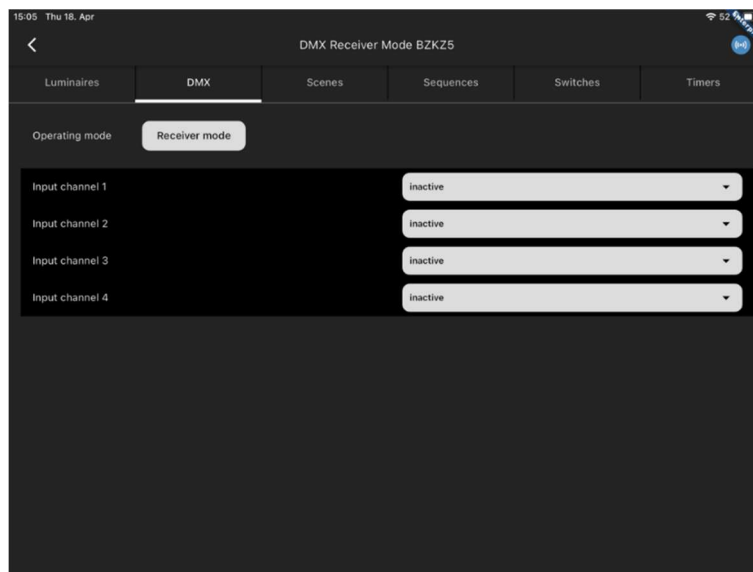 15:05 Thu 18. Apr 52
DMX Receiver Mode BZKZ5
Luminaires DMX Scenes Sequences Switches Timers
Operating mode Receiver mode
Input channel 1 inactive
Input channel 2 inactive
Input channel 3 inactive
Input channel 4 inactive